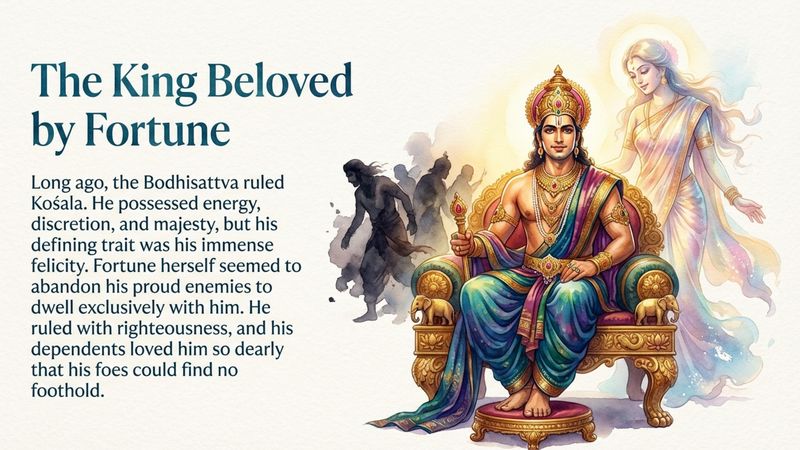 The King Beloved
by Fortune
Long ago, the Bodhisattva ruled
Kośala. He possessed energy,
discretion, and majesty, but his
defining trait was his immense
felicity. Fortune herself seemed to
abandon his proud enemies to
dwell exclusively with him. He
ruled with righteousness, and his
dependents loved him so dearly
that his foes could find no
foothold.